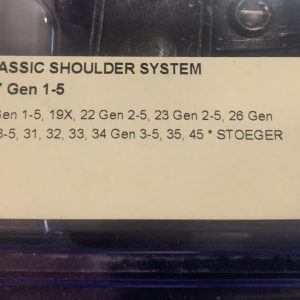 ASSIC SHOULDER SYSTEM
7 Gen 1-5
Gen 1-5, 19X, 22 Gen 2-5, 23 Gen 2-5, 26 Gen
3-5, 31, 32, 33, 34 Gen 3-5, 35, 45 * STOEGER